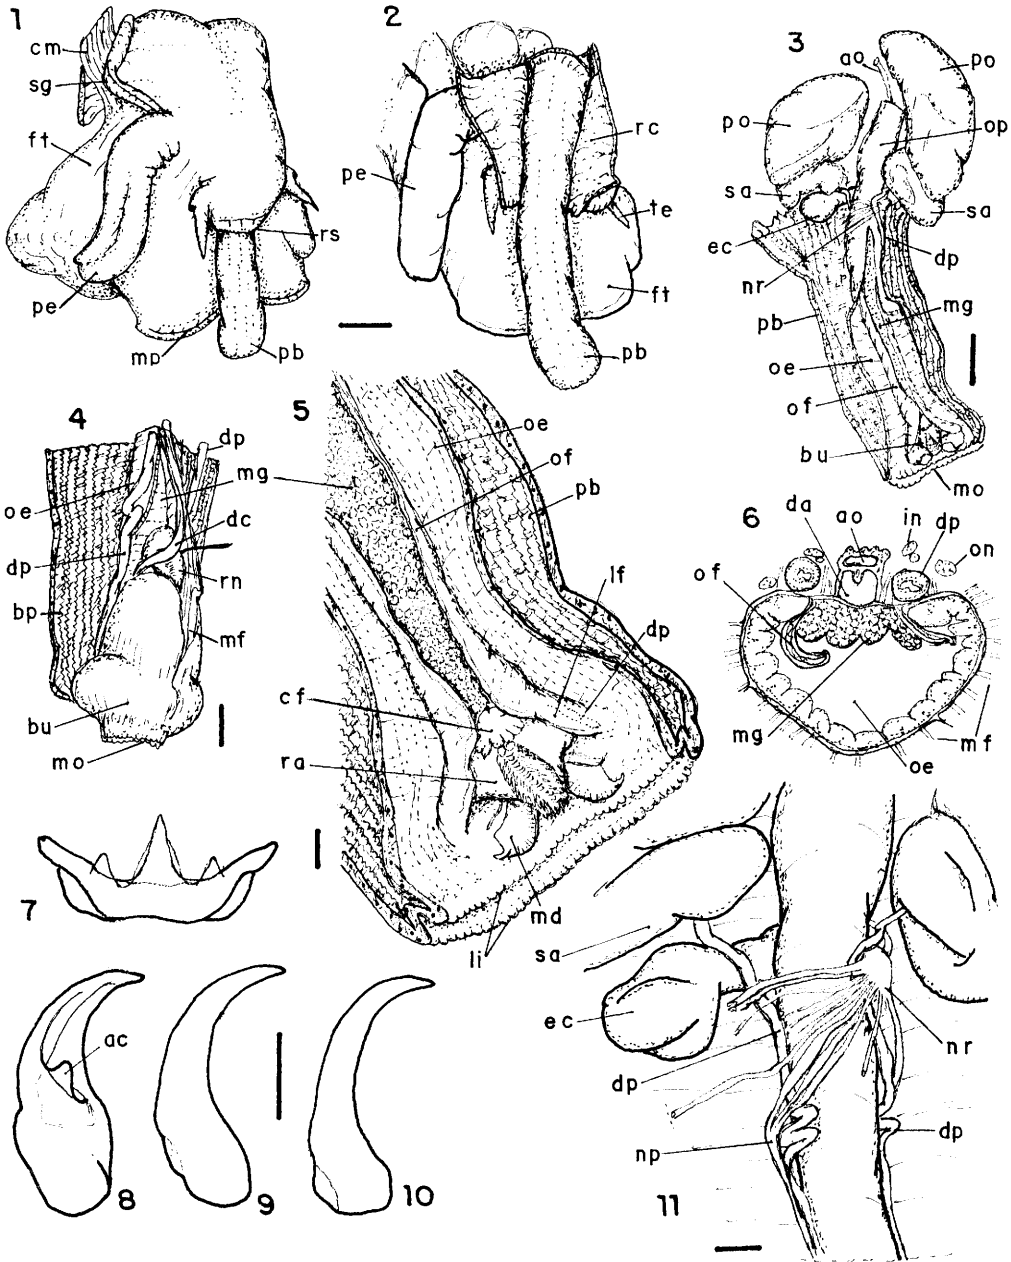 1
cm
sg
ft
pe
mp
rs
pb
2
pe
rc
te
ft
pb
3
ao
po
po
op
sa
sa
ec
dp
nr
pb
mg
oe
of
bu
mo
4
dp
oe
mg
dc
dp
rn
bp
mf
bu
mo
5
oe
of
pb
lf
dp
cf
ra
md
li
6
da
ao
in
dp
on
of
mg
oe
mf
7
8
ac
9
10
11
sa
ec
dp
nr
np
dp